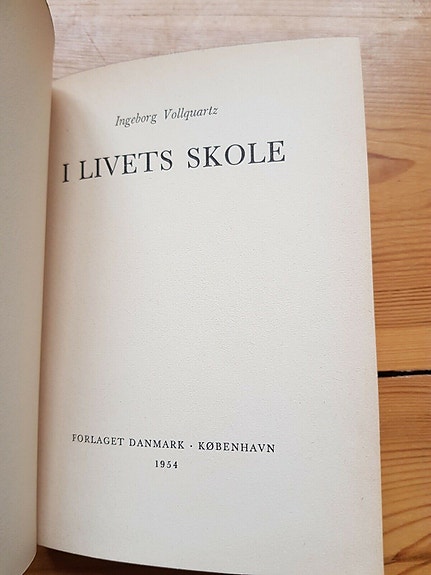 Ingeborg Vollquartz
I LIVETS SKOLE
FORLAGET DANMARK · KØBENHAVN
1954